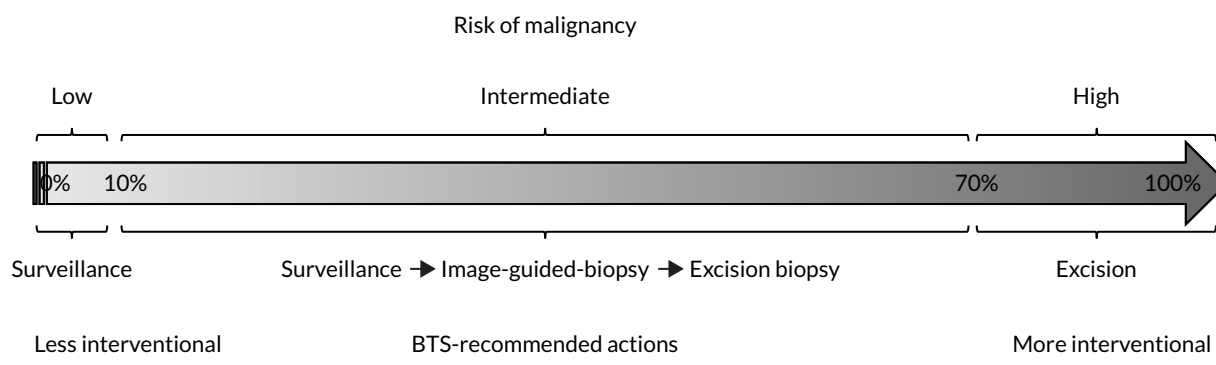 Risk of malignancy
Low Intermediate High
0% 10% 70% 100%
Surveillance Surveillance → Image-guided-biopsy → Excision biopsy Excision
Less interventional BTS-recommended actions More interventional